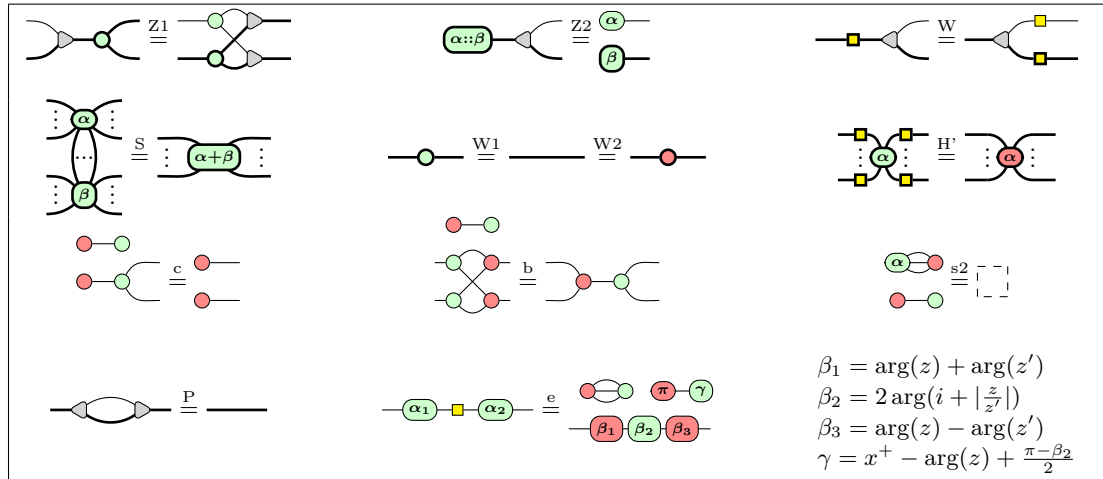 Z1
α::β Z2 α β
W
α β S α+β
W1 W2
α H' α
c
b
α s2
P
α₁ α₂ e π γ
β₁ β₂ β₃
β₁ = arg(z) + arg(z′)
β₂ = 2 arg(i + |z/z′|)
β₃ = arg(z) − arg(z′)
γ = x⁺ − arg(z) + (π−β₂)/2